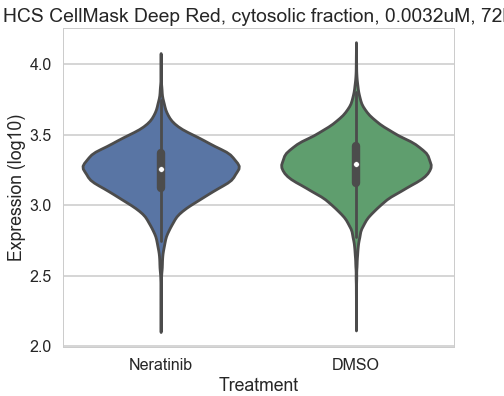 HCS CellMask Deep Red, cytosolic fraction, 0.0032uM, 72
Expression (log10)
4.0
3.5
3.0
2.5
2.0
Neratinib DMSO
Treatment